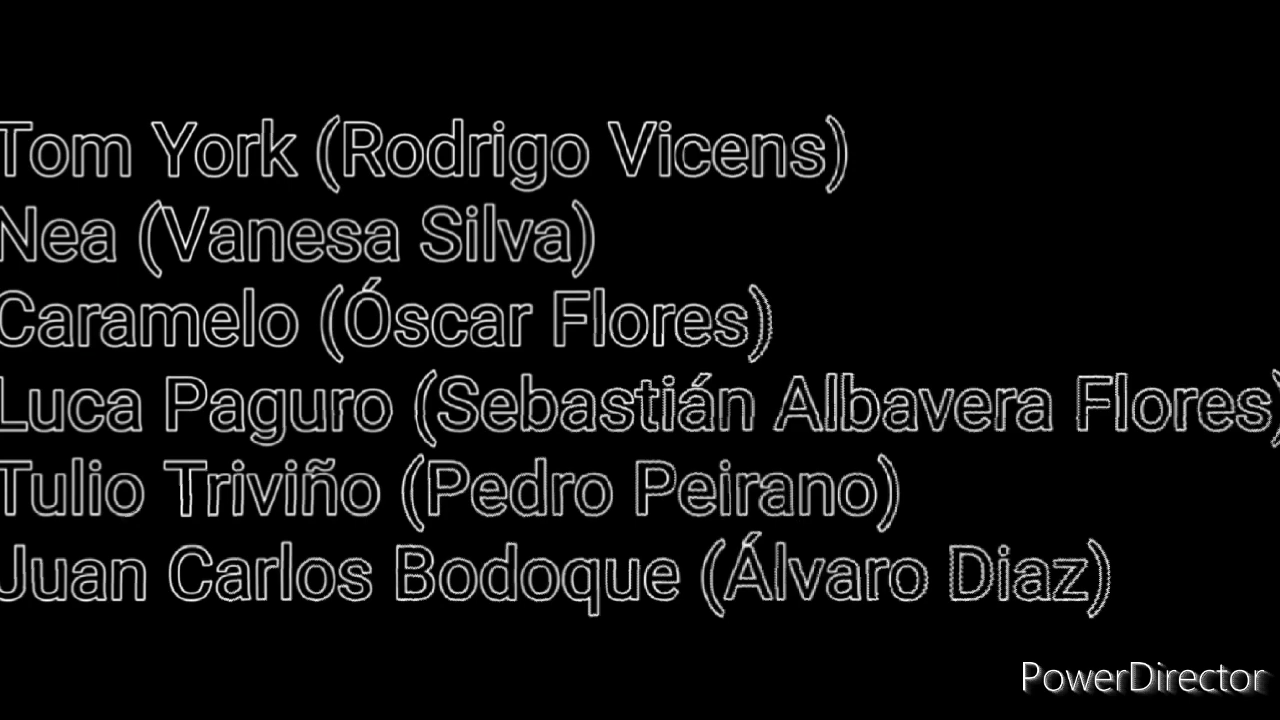 Tom York (Rodrigo Vicens)
Nea (Vanesa Silva)
Caramelo (Óscar Flores)
Luca Paguro (Sebastián Albavera Flores)
Tulio Triviño (Pedro Peirano)
Juan Carlos Bodoque (Álvaro Diaz)
PowerDirector